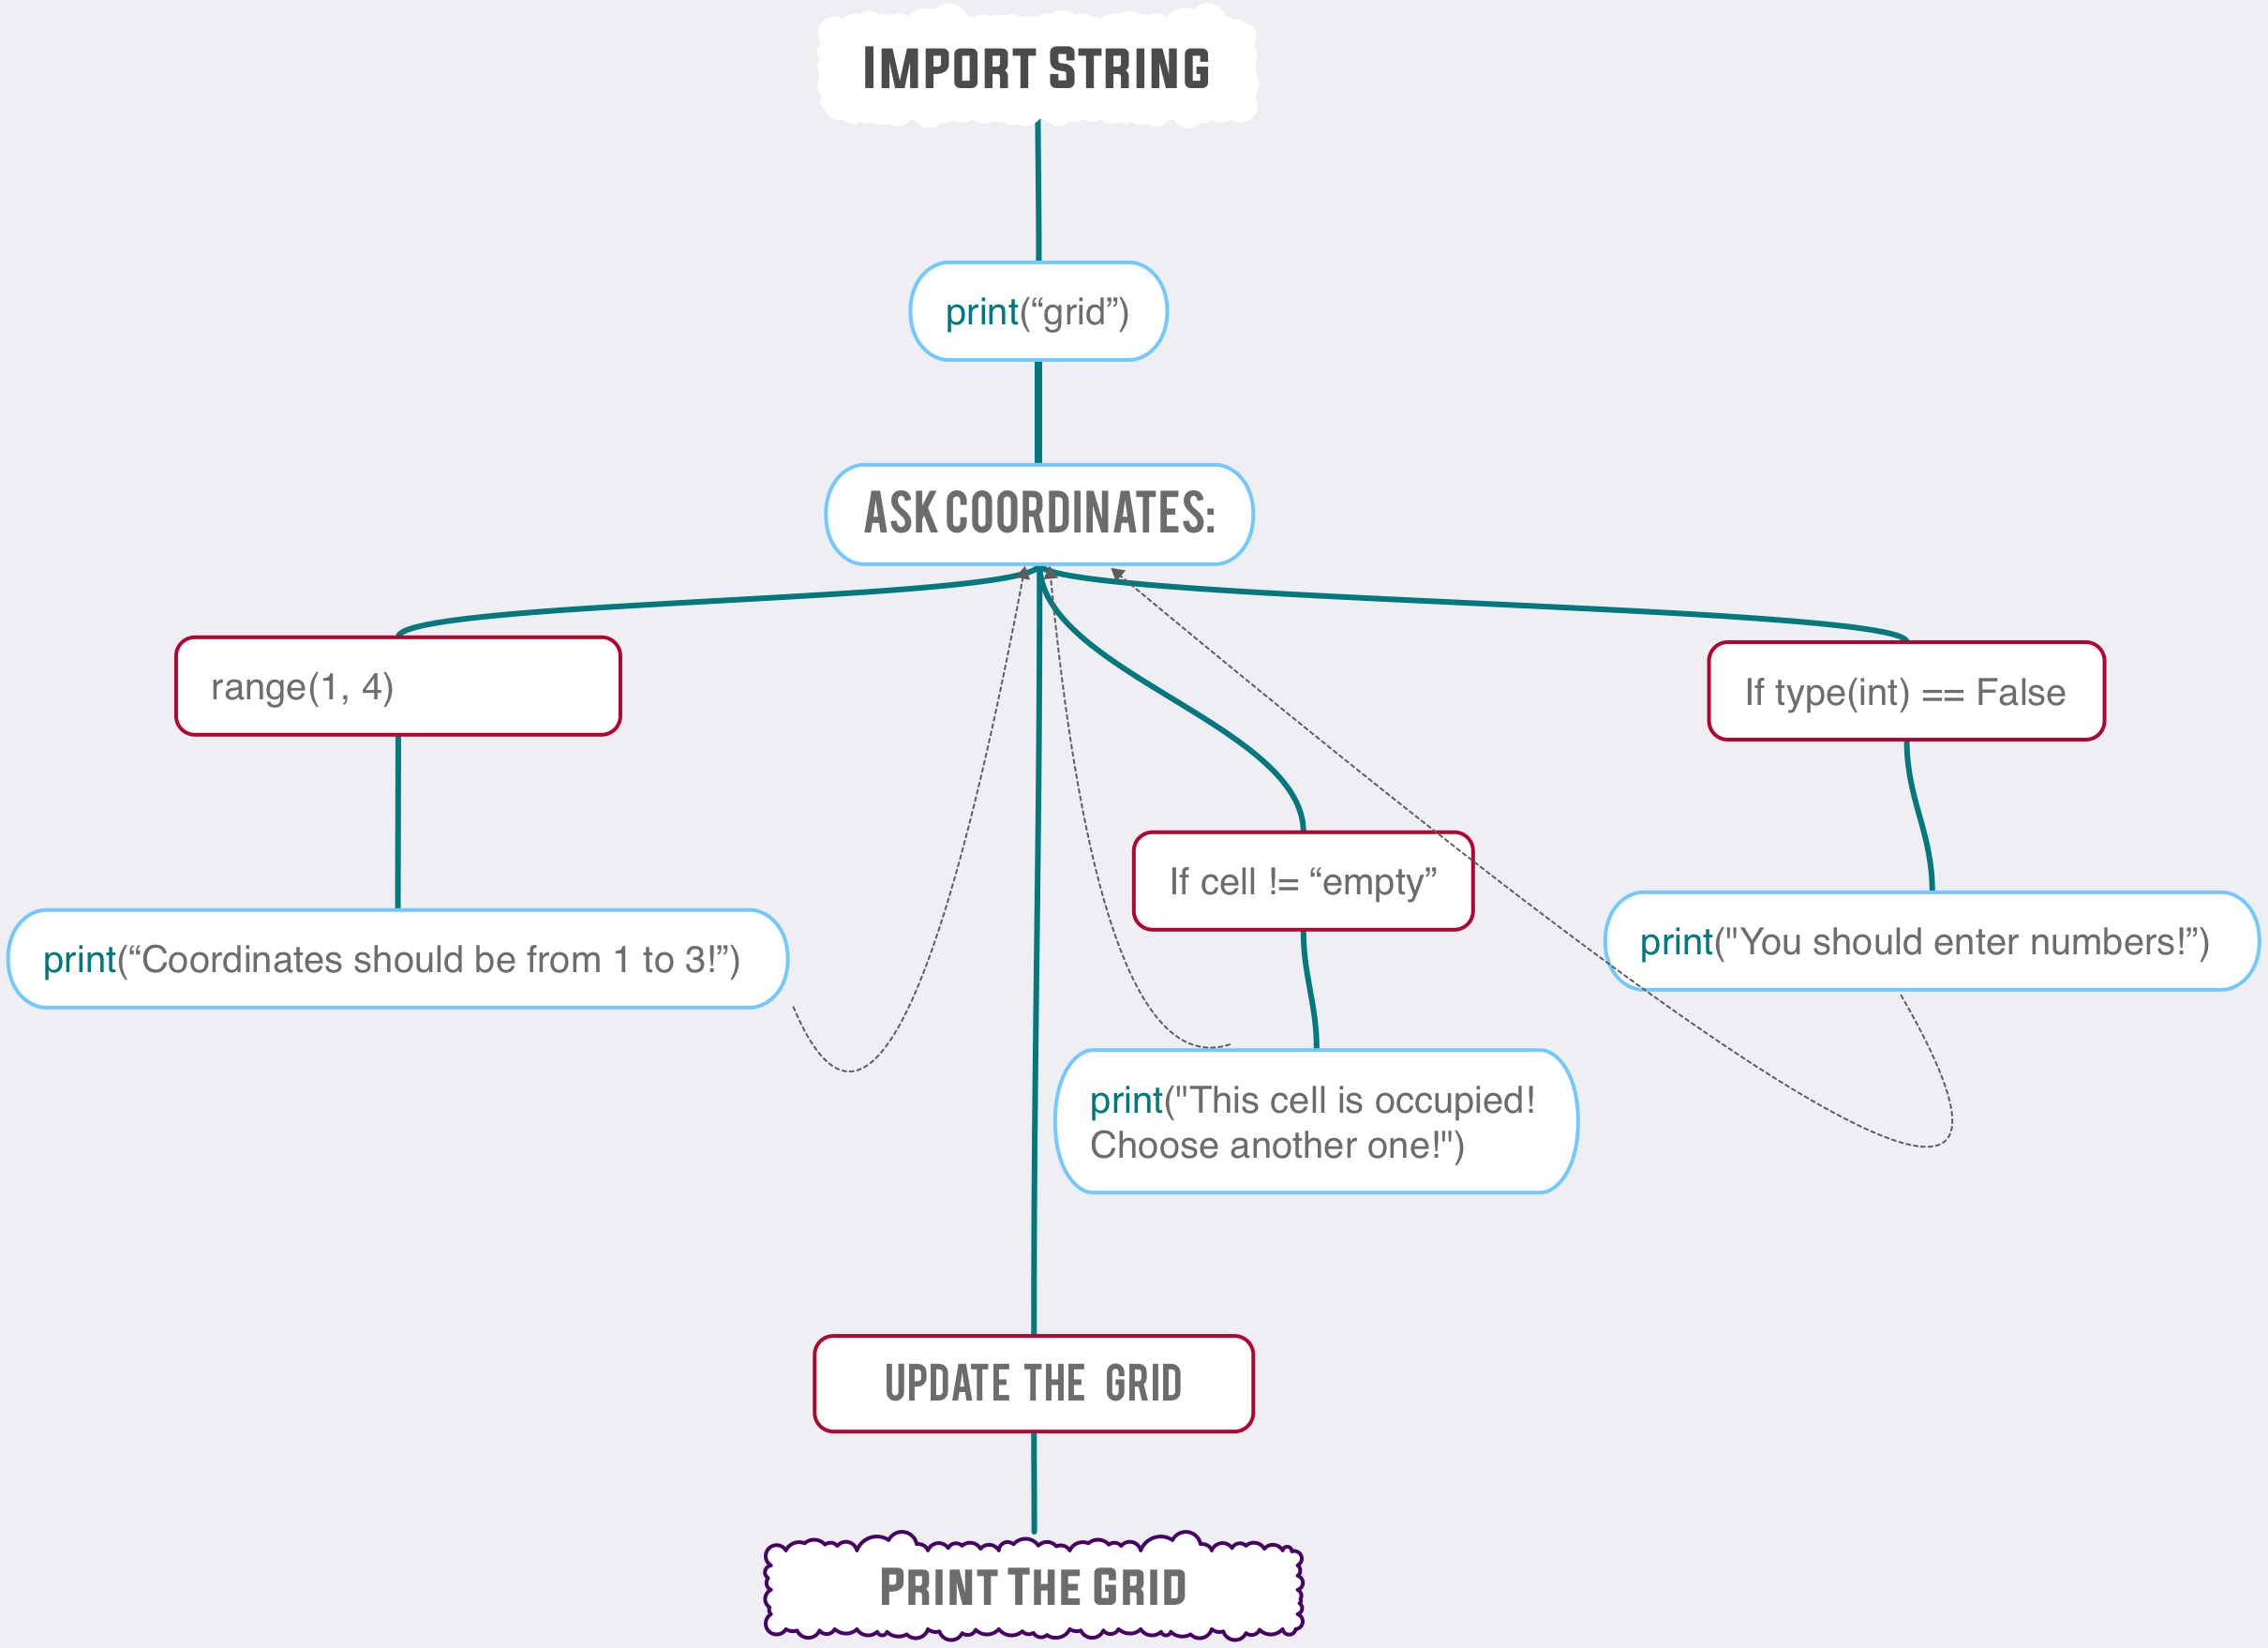 Import String
print(“grid”)
Ask coordinates:
range(1, 4)
If type(int) == False
If cell != “empty”
print(“Coordinates should be from 1 to 3!”)
print("You should enter numbers!”)
print("This cell is occupied!
Choose another one!")
Update the grid
Print the Grid